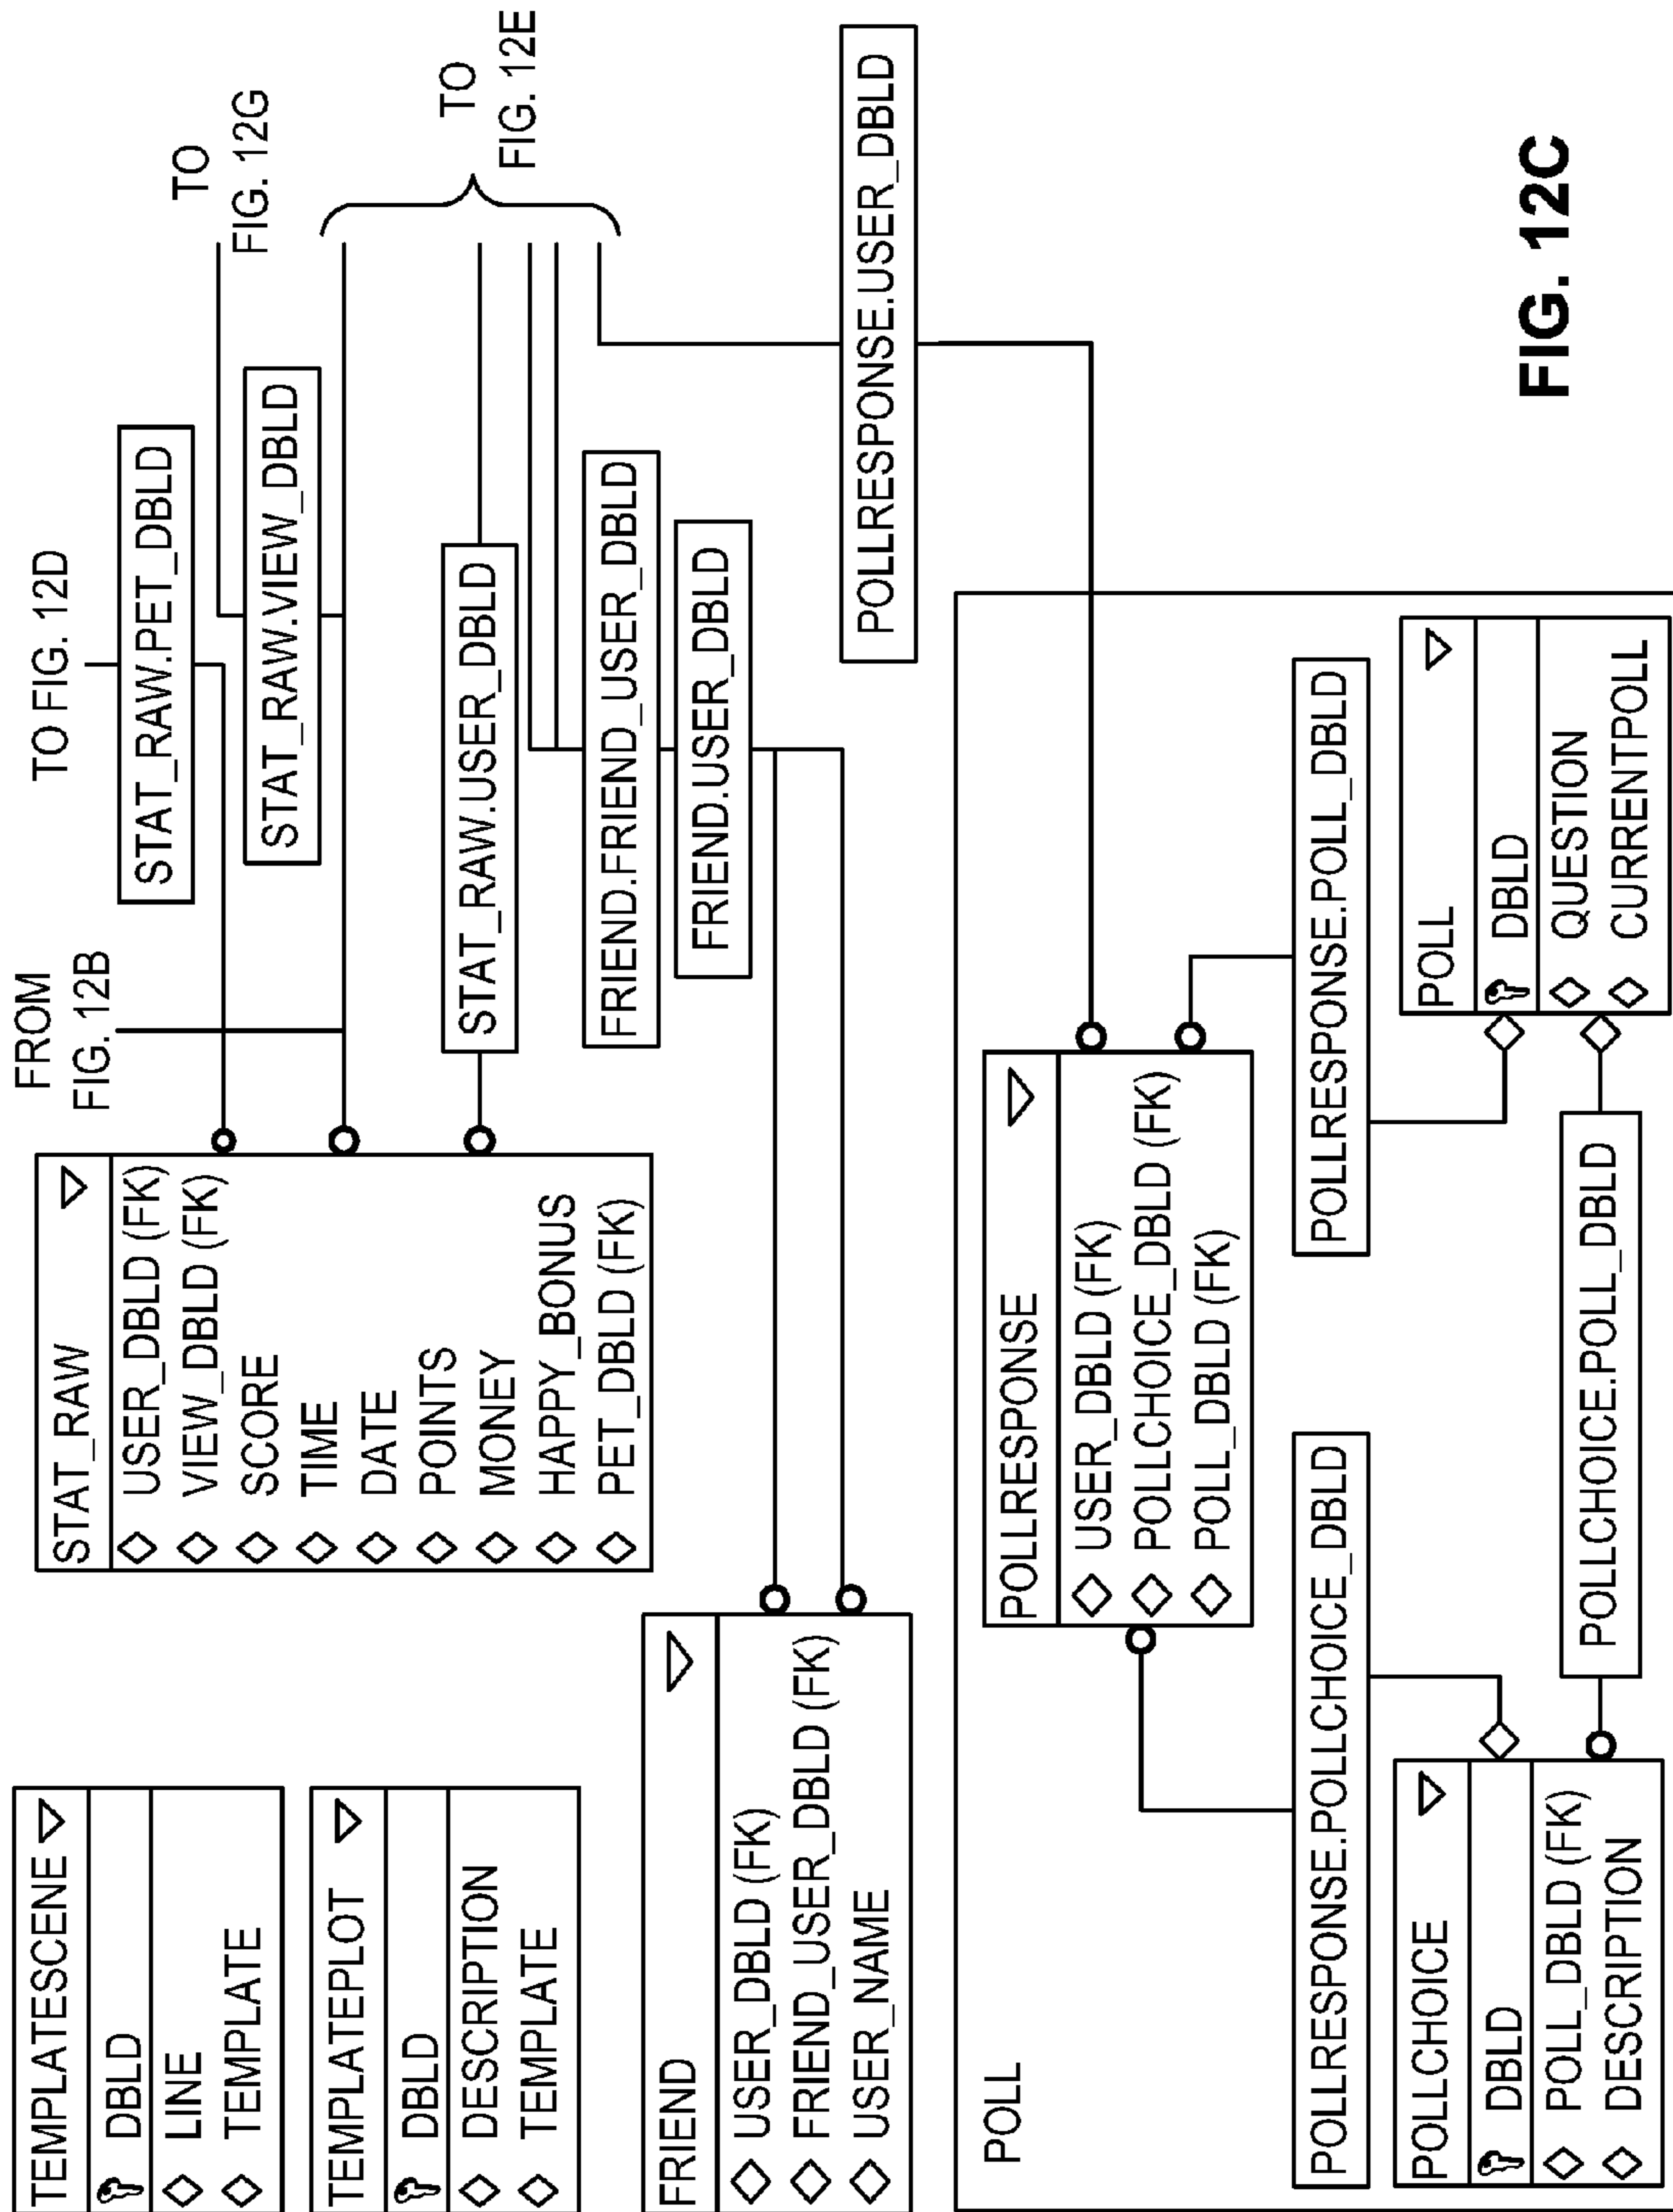 TEMPLATESCENE
DBLD
LINE
TEMPLATE
TEMPLATEPLOT
DBLD
DESCRIPTION
TEMPLATE
STAT_RAW
USER_DBLD (FK)
VIEW_DBLD (FK)
SCORE
TIME
DATE
POINTS
MONEY
HAPPY_BONUS
PET_DBLD (FK)
FROM
FIG. 12B
TO FIG. 12D
STAT_RAW.PET_DBLD
TO
FIG. 12G
STAT_RAW.VIEW_DBLD
TO
FIG. 12E
STAT_RAW.USER_DBLD
FRIEND.FRIEND_USER_DBLD
FRIEND.USER_DBLD
FRIEND
USER_DBLD (FK)
FRIEND_USER_DBLD (FK)
USER_NAME
POLLRESPONSE.USER_DBLD
POLL
POLLRESPONSE
USER_DBLD (FK)
POLLCHOICE_DBLD (FK)
POLL_DBLD (FK)
POLLRESPONSE.POLLCHOICE_DBLD
POLLRESPONSE.POLL_DBLD
POLLCHOICE
DBLD
POLL_DBLD (FK)
DESCRIPTION
POLLCHOICE.POLL_DBLD
POLL
DBLD
QUESTION
CURRENTPOLL
FIG. 12C